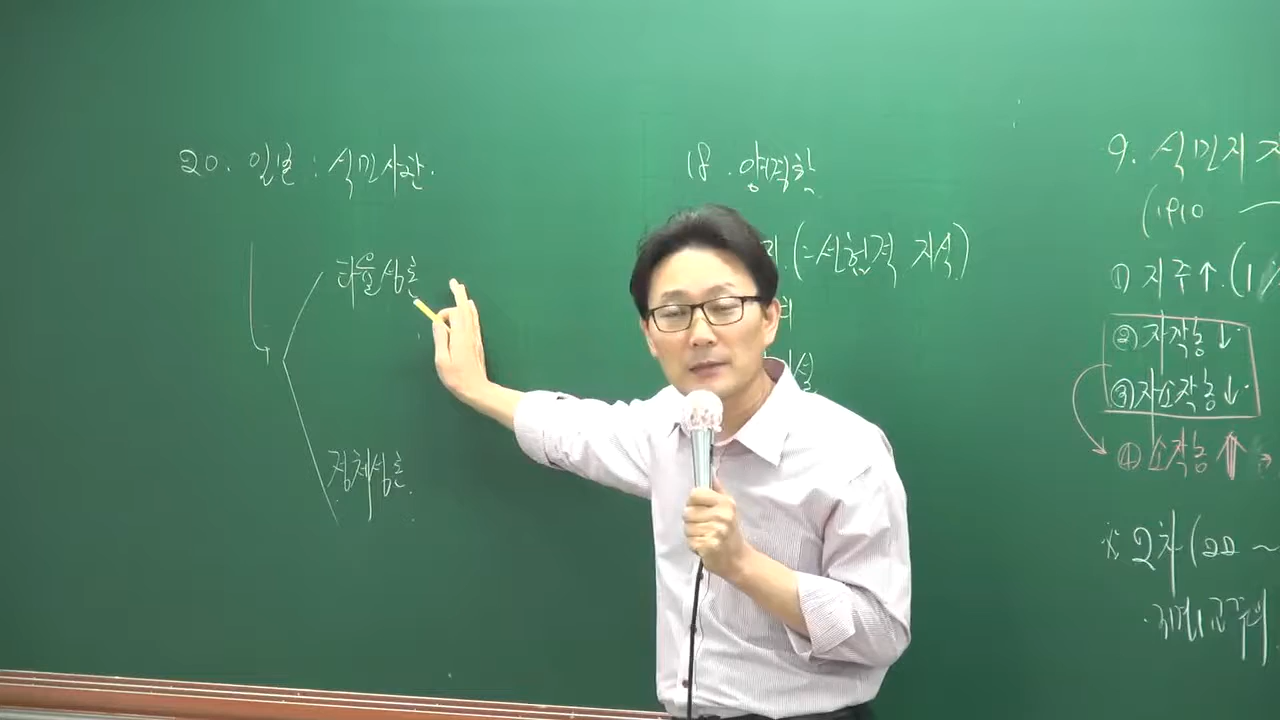 20. 일본 : 식민사관.
타율성론
정체성론.
18. 양명학
(=선험적 지식)
9. 식민지
(1910 ~
① 지주↑. (1
② 자작농↓.
③ 자소작농↓.
④ 소작농⇑
※ 2차(20 ~